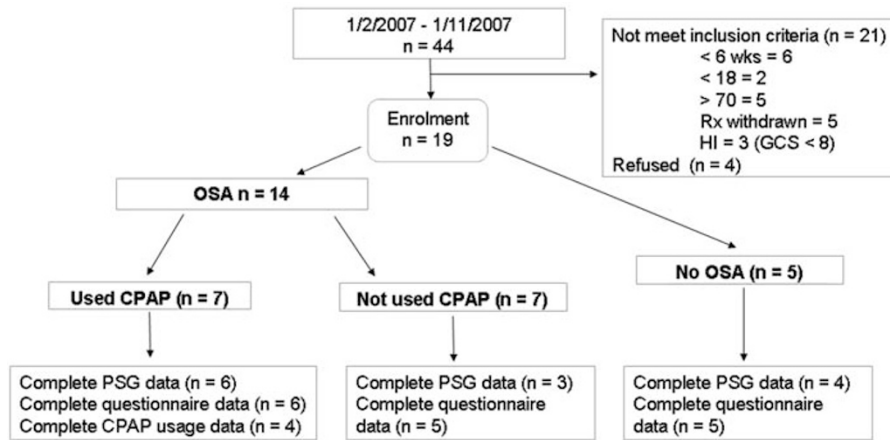 1/2/2007 - 1/11/2007
n = 44
Not meet inclusion criteria (n = 21)
< 6 wks = 6
< 18 = 2
> 70 = 5
Rx withdrawn = 5
HI = 3 (GCS < 8)
Refused (n = 4)
Enrolment
n = 19
OSA n = 14
No OSA (n = 5)
Used CPAP (n = 7)
Not used CPAP (n = 7)
Complete PSG data (n = 6)
Complete questionnaire data (n = 6)
Complete CPAP usage data (n = 4)
Complete PSG data (n = 3)
Complete questionnaire
data (n = 5)
Complete PSG data (n = 4)
Complete questionnaire
data (n = 5)